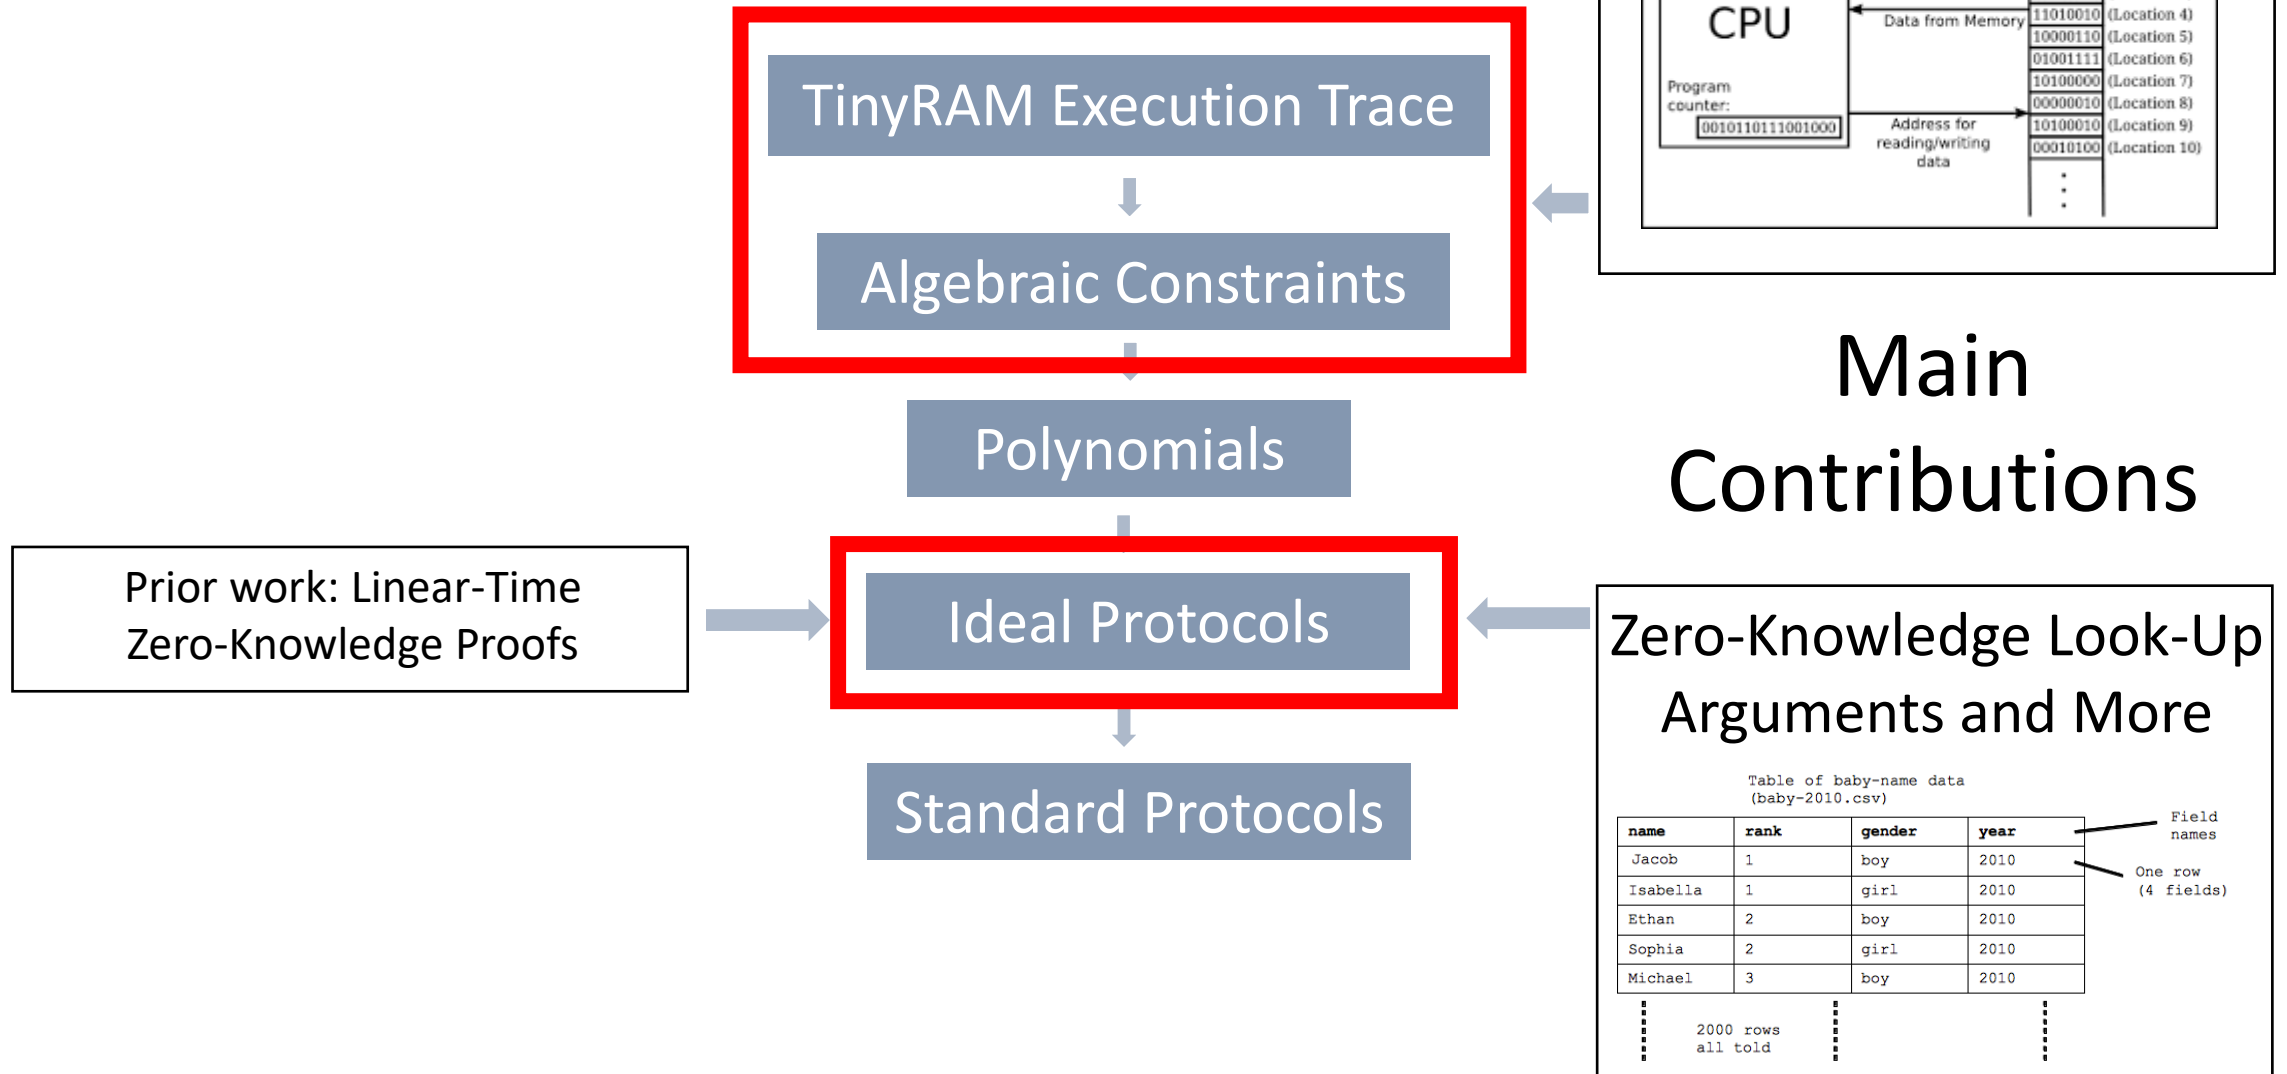 TinyRAM Execution Trace
Algebraic Constraints
Polynomials
Ideal Protocols
Standard Protocols
Prior work: Linear-Time
Zero-Knowledge Proofs
CPU
Program
counter:
0010110111001000
Data from Memory
Address for
reading/writing
data
11010010 (Location 4)
10000110 (Location 5)
01001111 (Location 6)
10100000 (Location 7)
00000010 (Location 8)
10100010 (Location 9)
00010100 (Location 10)
Main
Contributions
Zero-Knowledge Look-Up
Arguments and More
Table of baby-name data
(baby-2010.csv)
name rank gender year
Jacob 1 boy 2010
Isabella 1 girl 2010
Ethan 2 boy 2010
Sophia 2 girl 2010
Michael 3 boy 2010
Field
names
One row
(4 fields)
2000 rows
all told